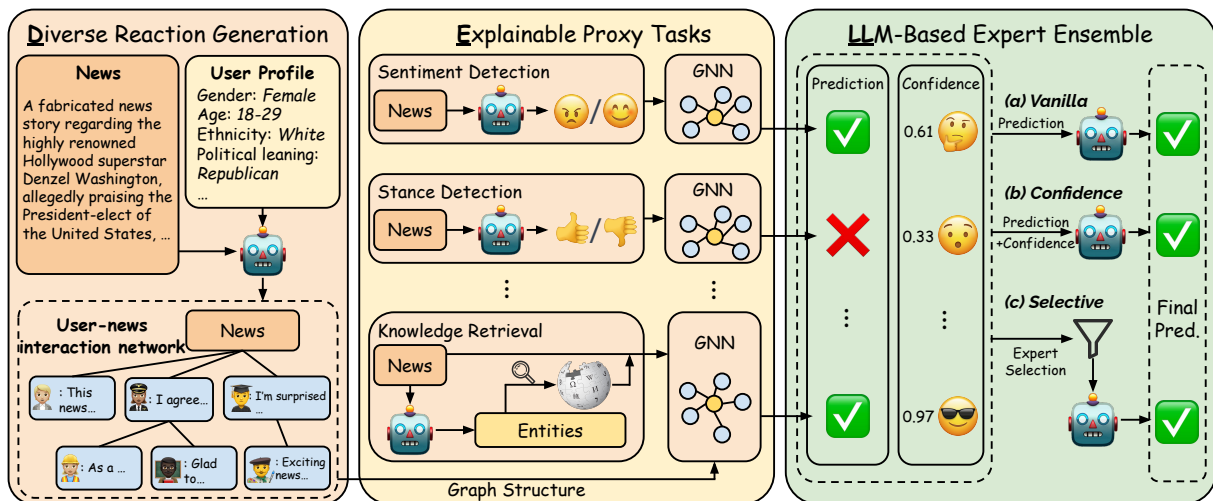 Diverse Reaction Generation
News
A fabricated news
story regarding the
highly renowned
Hollywood superstar
Denzel Washington,
allegedly praising the
President-elect of
the United States, ...
User Profile
Gender: Female
Age: 18-29
Ethnicity: White
Political leaning:
Republican
...
User-news
interaction network
News
: This
news...
: I agree...
: I'm surprised
...
: As a ...
: Glad
to...
: Exciting
news...
Explainable Proxy Tasks
Sentiment Detection
News
/
GNN
Stance Detection
News
/
GNN
Knowledge Retrieval
News
Entities
GNN
Graph Structure
LLM-Based Expert Ensemble
Prediction
Confidence
0.61
0.33
0.97
(a) Vanilla
Prediction
(b) Confidence
Prediction
+Confidence
(c) Selective
Expert
Selection
Final
Pred.